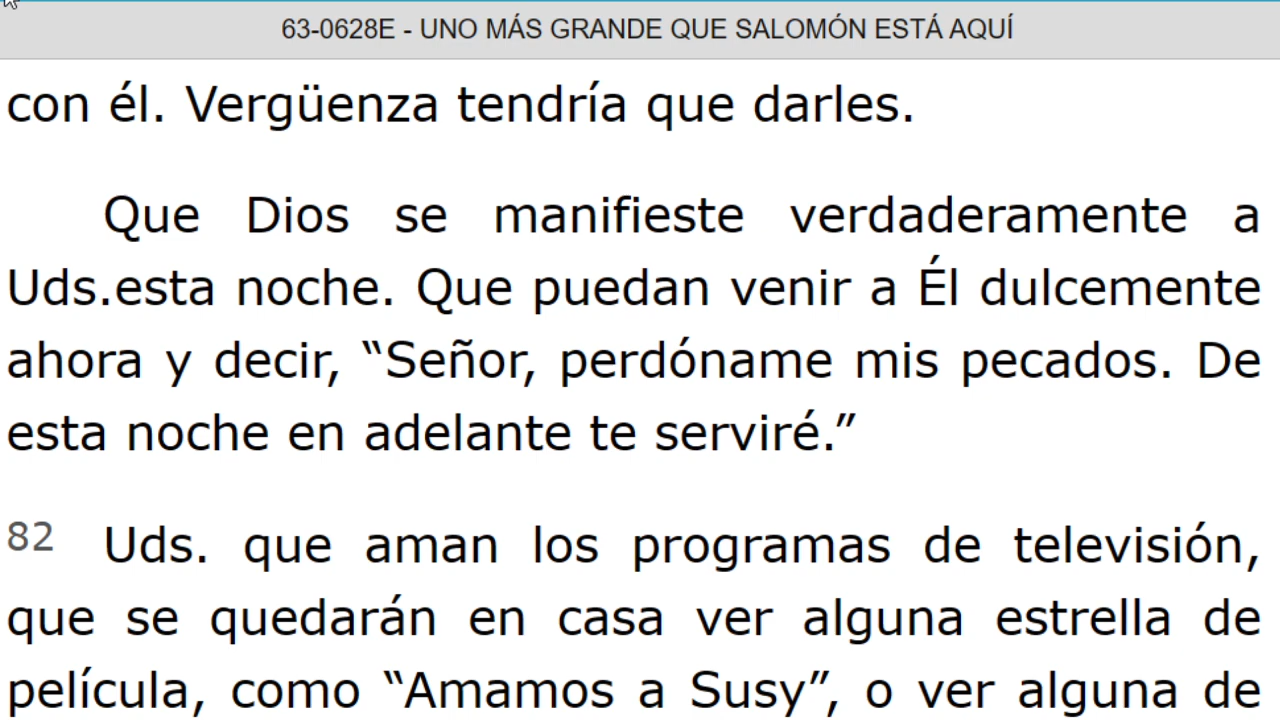 63-0628E - UNO MÁS GRANDE QUE SALOMÓN ESTÁ AQUÍ
con él. Vergüenza tendría que darles.
Que Dios se manifieste verdaderamente a
Uds.esta noche. Que puedan venir a Él dulcemente
ahora y decir, “Señor, perdóname mis pecados. De
esta noche en adelante te serviré.”
82 Uds. que aman los programas de televisión,
que se quedarán en casa ver alguna estrella de
película, como “Amamos a Susy”, o ver alguna de